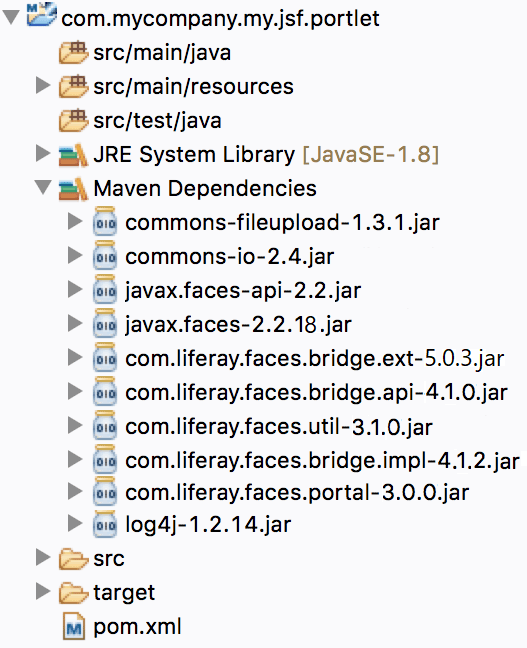 com.mycompany.my.jsf.portlet
src/main/java
src/main/resources
src/test/java
JRE System Library [JavaSE-1.8]
Maven Dependencies
commons-fileupload-1.3.1.jar
commons-io-2.4.jar
javax.faces-api-2.2.jar
javax.faces-2.2.18.jar
com.liferay.faces.bridge.ext-5.0.3.jar
com.liferay.faces.bridge.api-4.1.0.jar
com.liferay.faces.util-3.1.0.jar
com.liferay.faces.bridge.impl-4.1.2.jar
com.liferay.faces.portal-3.0.0.jar
log4j-1.2.14.jar
src
target
pom.xml